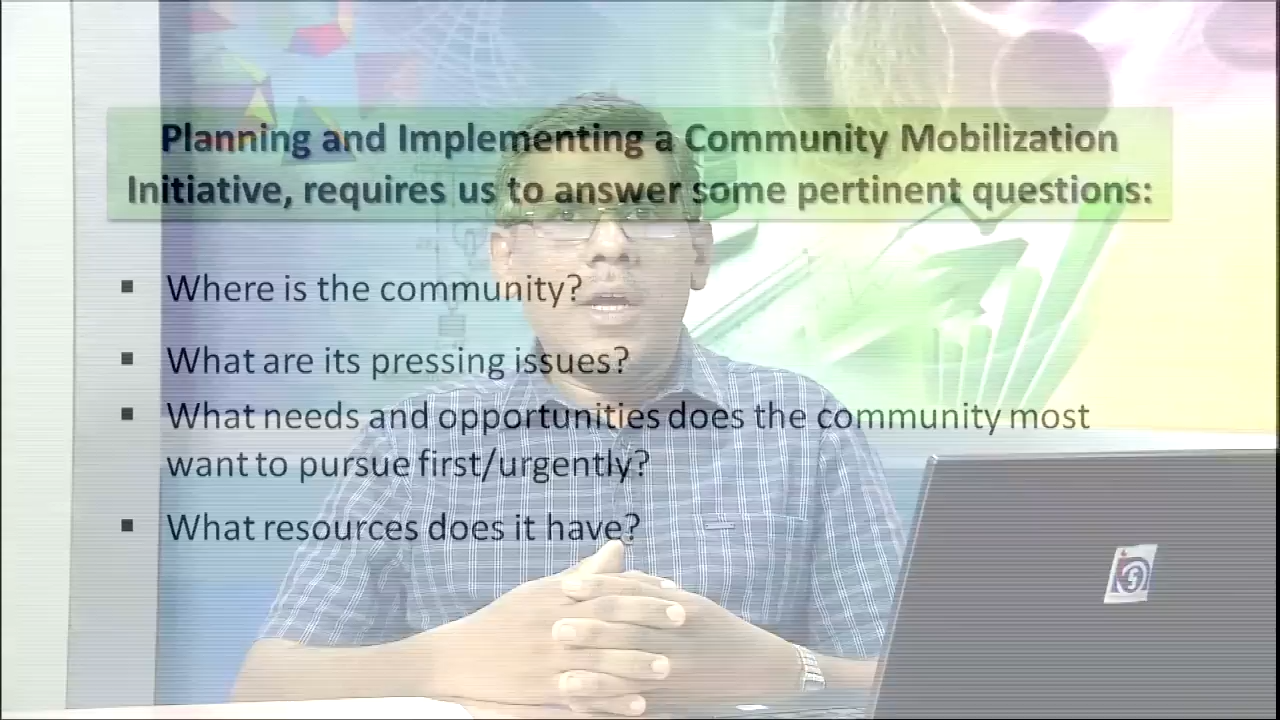 Planning and Implementing a Community Mobilization
Initiative, requires us to answer some pertinent questions:
▪ Where is the community?
▪ What are its pressing issues?
▪ What needs and opportunities does the community most
want to pursue first/urgently?
▪ What resources does it have?